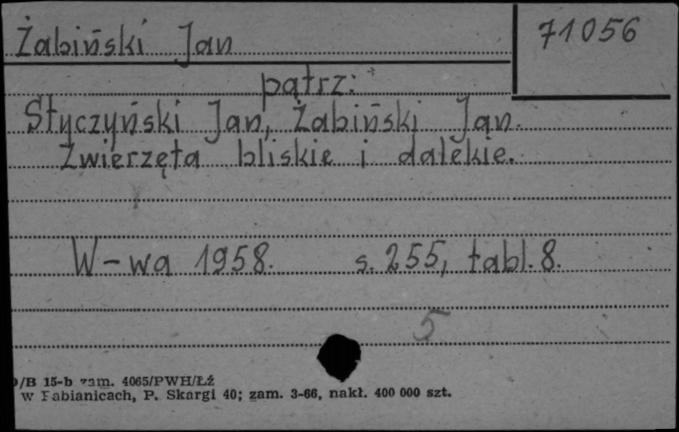 Żabiński Jan
71056
patrz:
Styczyński Jan, Żabiński Jan.
Zwierzęta bliskie i dalekie.
W-wa 1958. s. 255, tabl. 8.
5
/B 15-b zam. 4065/PWH/Łź
w Pabianicach, P. Skargi 40; zam. 3-66, nakł. 400 000 szt.